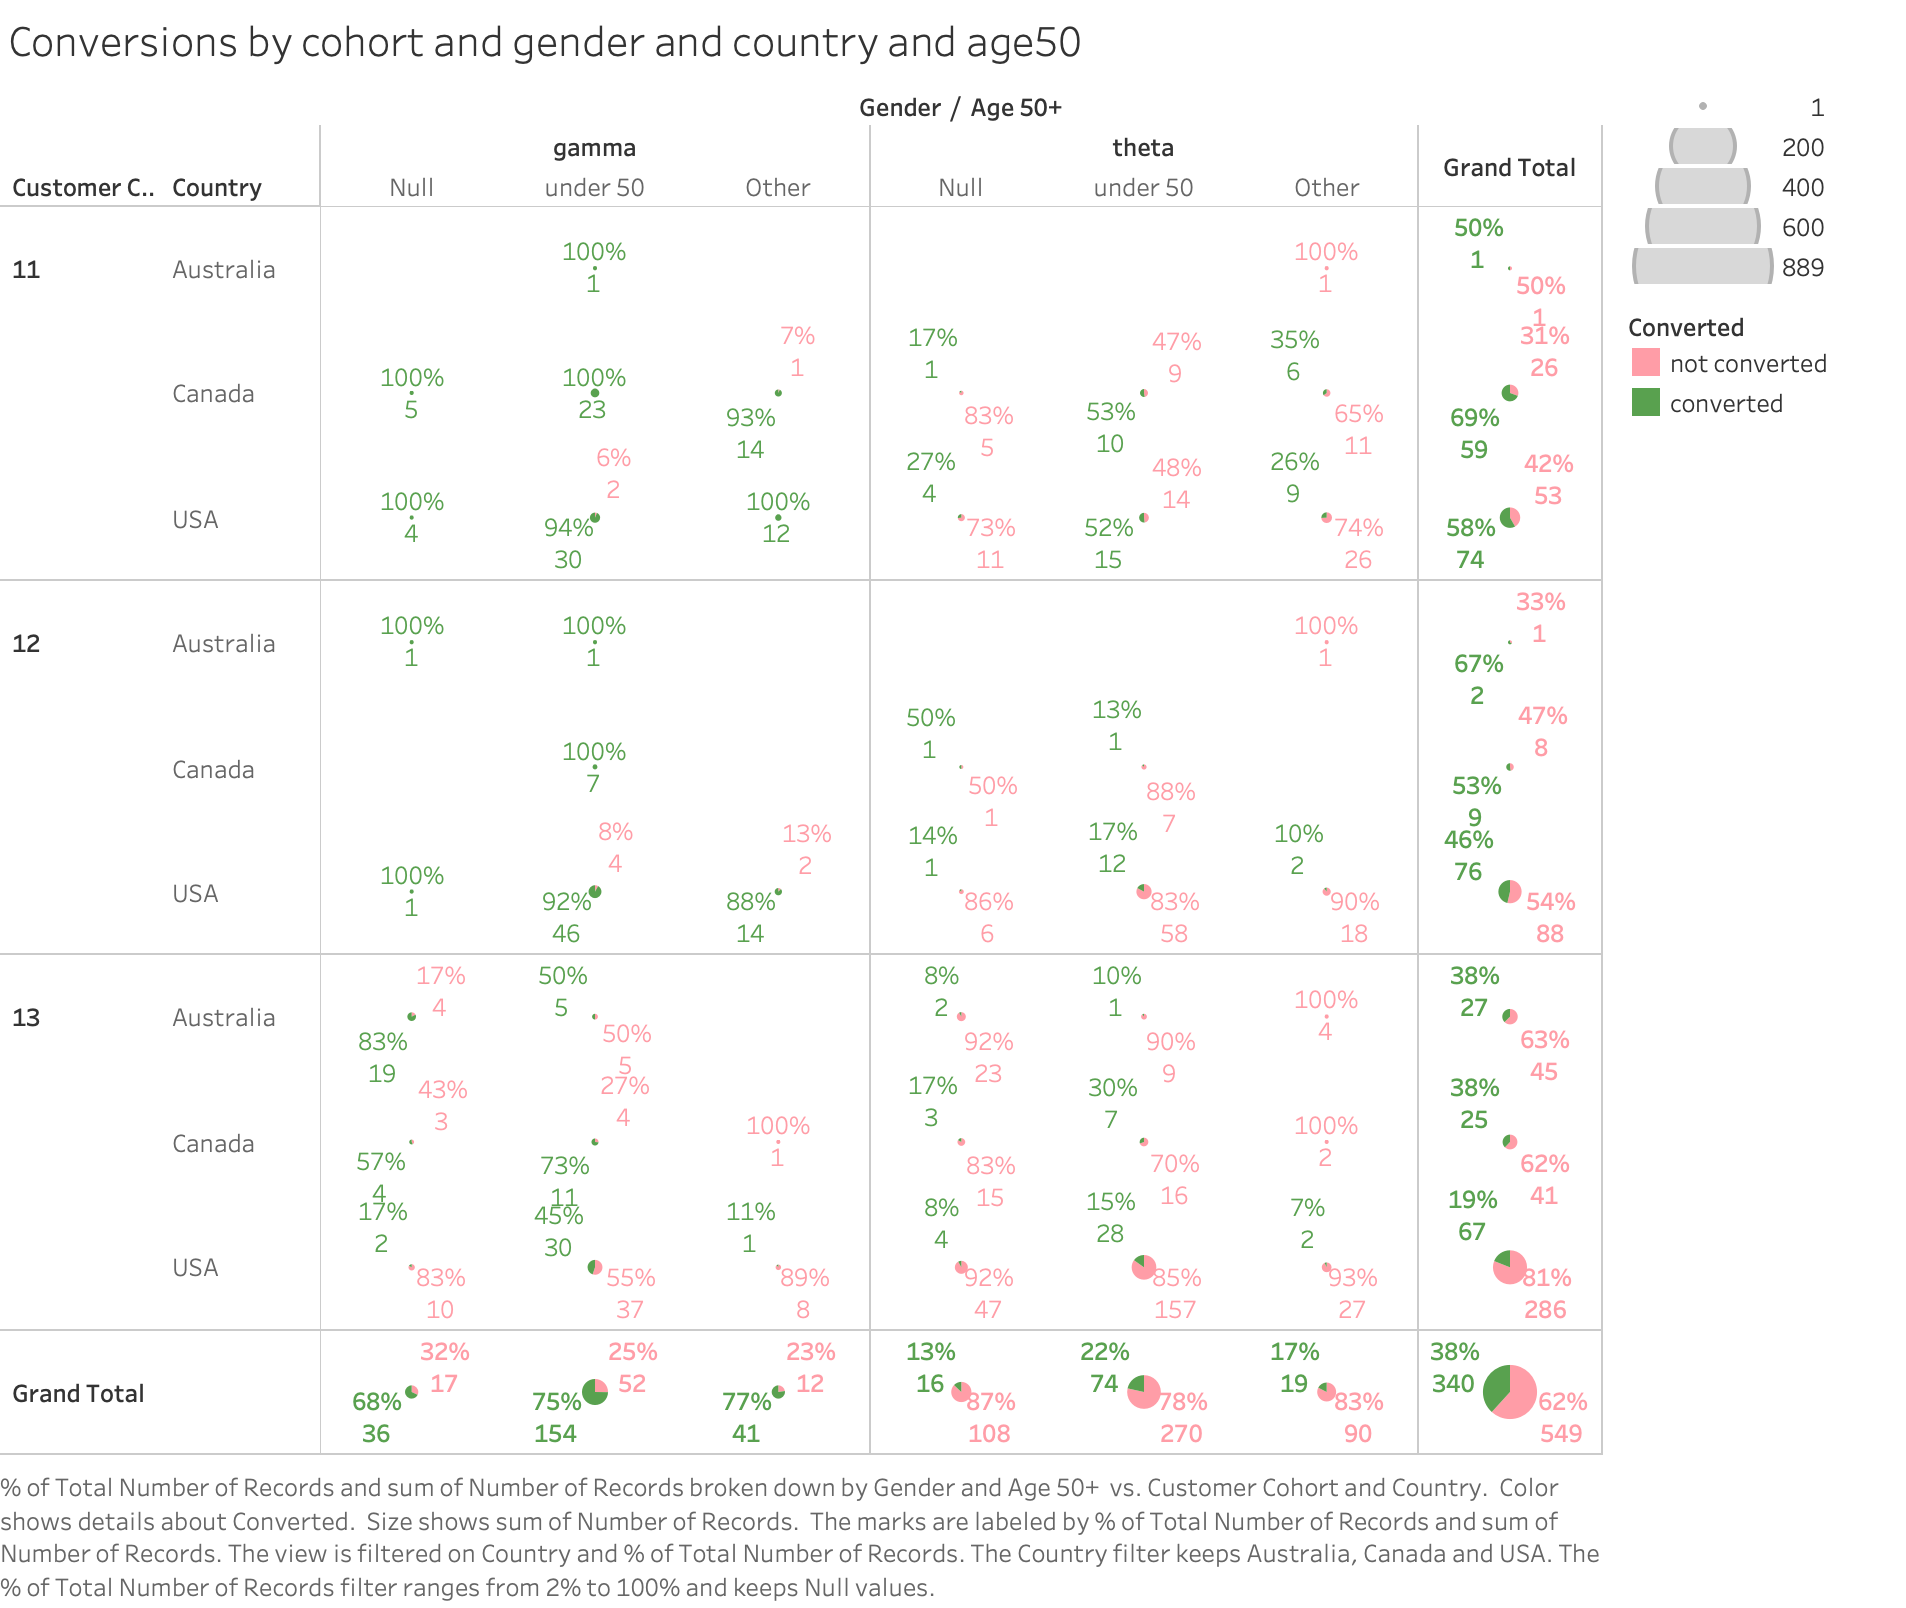 Conversions by cohort and gender and country and age50
Gender / Age 50+
gamma theta Grand Total
Customer C.. Country Null under 50 Other Null under 50 Other
11 Australia 100% 1 100% 1 50% 1 50% 1
Canada 100% 5 100% 23 7% 1 93% 14 17% 1 83% 5 47% 9 53% 10 35% 6 65% 11 31% 26 69% 59
USA 100% 4 6% 2 94% 30 100% 12 27% 4 73% 11 48% 14 52% 15 26% 9 74% 26 42% 53 58% 74
12 Australia 100% 1 100% 1 100% 1 33% 1 67% 2
Canada 100% 7 50% 1 50% 1 13% 1 88% 7 47% 8 53% 9
USA 100% 1 8% 4 92% 46 13% 2 88% 14 14% 1 86% 6 17% 12 83% 58 10% 2 90% 18 46% 76 54% 88
13 Australia 17% 4 83% 19 50% 5 50% 5 8% 2 92% 23 10% 1 90% 9 100% 4 38% 27 63% 45
Canada 43% 3 57% 4 27% 4 73% 11 100% 1 17% 3 83% 15 30% 7 70% 16 100% 2 38% 25 62% 41
USA 17% 2 83% 10 45% 30 55% 37 11% 1 89% 8 8% 4 92% 47 15% 28 85% 157 7% 2 93% 27 19% 67 81% 286
Grand Total 32% 17 68% 36 25% 52 75% 154 23% 12 77% 41 13% 16 87% 108 22% 74 78% 270 17% 19 83% 90 38% 340 62% 549
1
200
400
600
889
Converted
not converted
converted
% of Total Number of Records and sum of Number of Records broken down by Gender and Age 50+ vs. Customer Cohort and Country. Color
shows details about Converted. Size shows sum of Number of Records. The marks are labeled by % of Total Number of Records and sum of
Number of Records. The view is filtered on Country and % of Total Number of Records. The Country filter keeps Australia, Canada and USA. The
% of Total Number of Records filter ranges from 2% to 100% and keeps Null values.